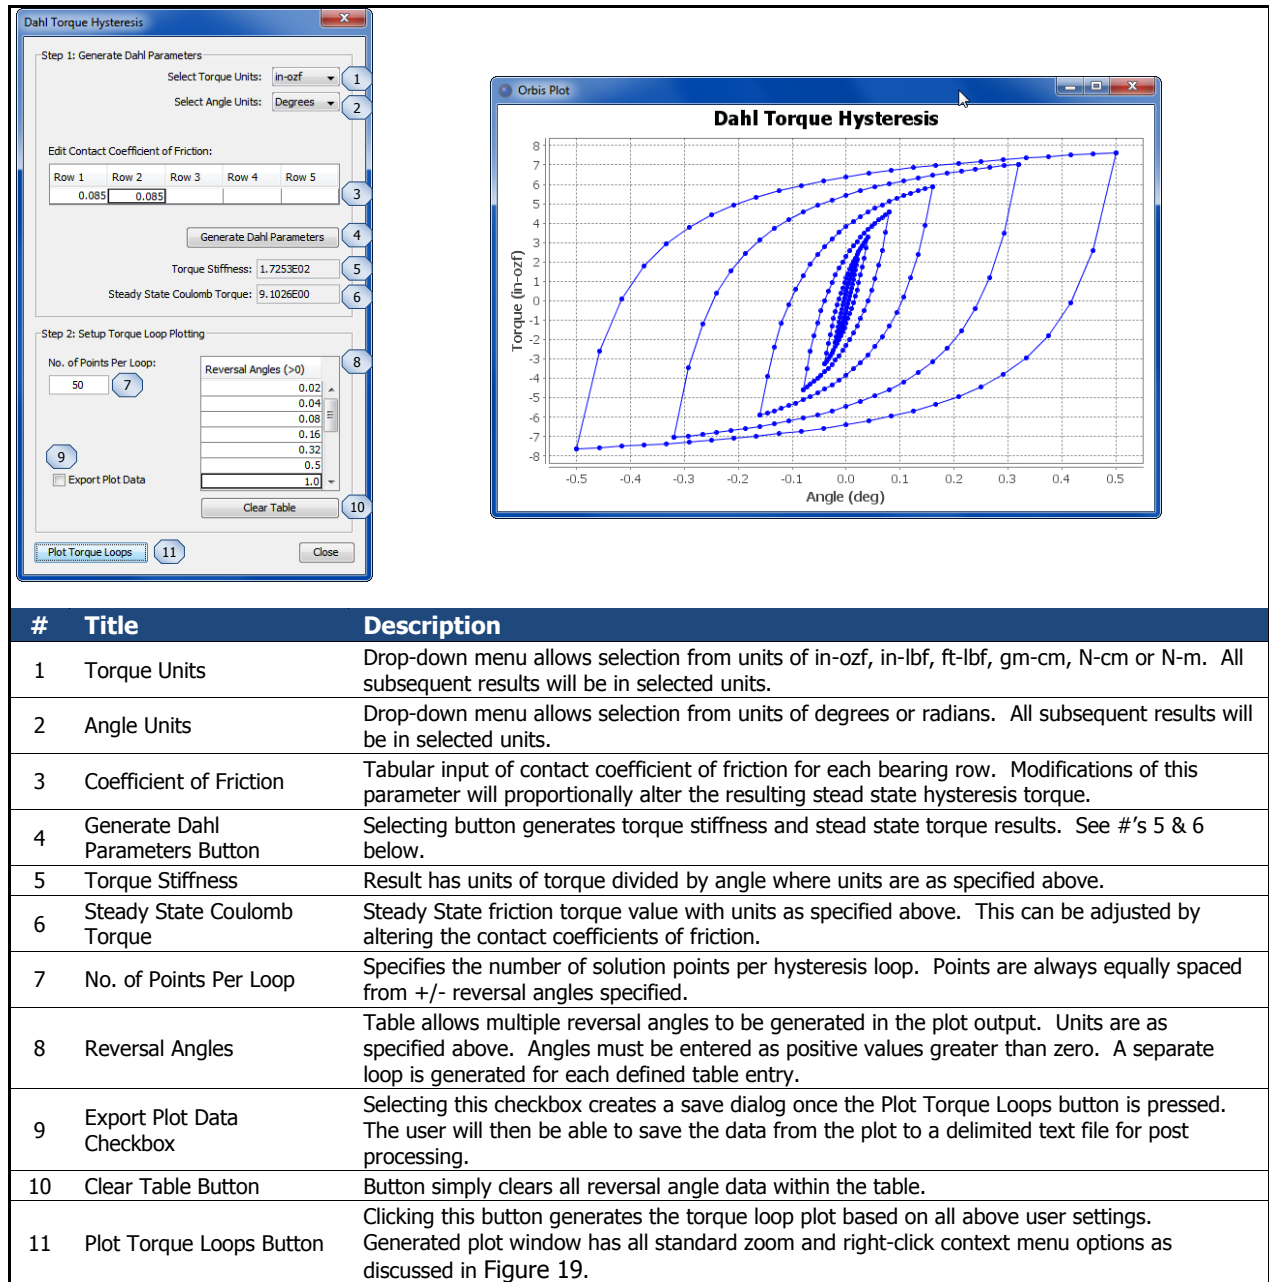 Dahl Torque Hysteresis
Step 1: Generate Dahl Parameters
Select Torque Units: in-ozf 1
Select Angle Units: Degrees 2
Edit Contact Coefficient of Friction:
Row 1 Row 2 Row 3 Row 4 Row 5
0.085 0.085 3
Generate Dahl Parameters 4
Torque Stiffness: 1.7253E02 5
Steady State Coulomb Torque: 9.1026E00 6
Step 2: Setup Torque Loop Plotting
No. of Points Per Loop:
50 7
Reversal Angles (>0) 8
0.02
0.04
0.08
0.16
0.32
0.5
1.0
9
Export Plot Data
Clear Table 10
Plot Torque Loops 11 Close
Orbis Plot
Dahl Torque Hysteresis
Torque (in-ozf)
8
7
6
5
4
3
2
1
0
-1
-2
-3
-4
-5
-6
-7
-8
-0.5 -0.4 -0.3 -0.2 -0.1 0.0 0.1 0.2 0.3 0.4 0.5
Angle (deg)
# Title Description
1 Torque Units Drop-down menu allows selection from units of in-ozf, in-lbf, ft-lbf, gm-cm, N-cm or N-m. All
subsequent results will be in selected units.
2 Angle Units Drop-down menu allows selection from units of degrees or radians. All subsequent results will
be in selected units.
3 Coefficient of Friction Tabular input of contact coefficient of friction for each bearing row. Modifications of this
parameter will proportionally alter the resulting stead state hysteresis torque.
4 Generate Dahl
Parameters Button Selecting button generates torque stiffness and stead state torque results. See #'s 5 & 6
below.
5 Torque Stiffness Result has units of torque divided by angle where units are as specified above.
6 Steady State Coulomb
Torque Steady State friction torque value with units as specified above. This can be adjusted by
altering the contact coefficients of friction.
7 No. of Points Per Loop Specifies the number of solution points per hysteresis loop. Points are always equally spaced
from +/- reversal angles specified.
8 Reversal Angles Table allows multiple reversal angles to be generated in the plot output. Units are as
specified above. Angles must be entered as positive values greater than zero. A separate
loop is generated for each defined table entry.
9 Export Plot Data
Checkbox Selecting this checkbox creates a save dialog once the Plot Torque Loops button is pressed.
The user will then be able to save the data from the plot to a delimited text file for post
processing.
10 Clear Table Button Button simply clears all reversal angle data within the table.
11 Plot Torque Loops Button Clicking this button generates the torque loop plot based on all above user settings.
Generated plot window has all standard zoom and right-click context menu options as
discussed in Figure 19.